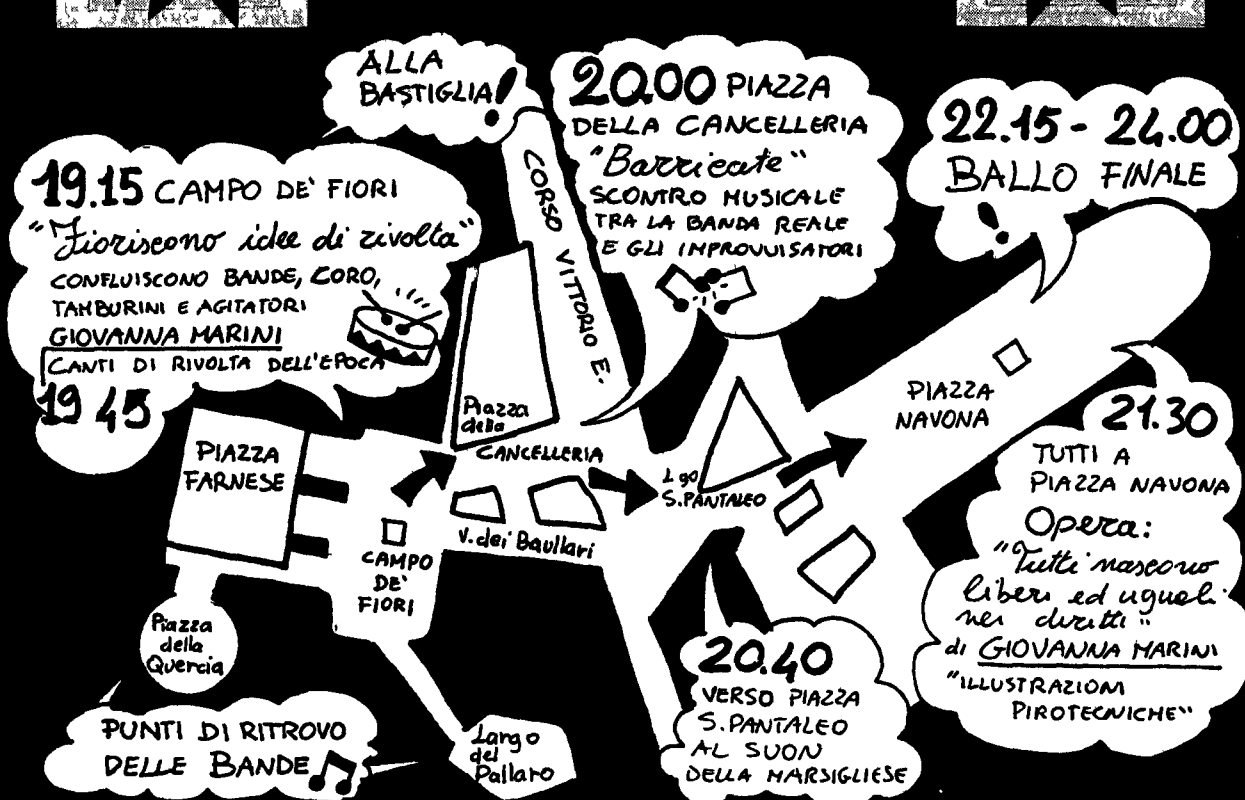 ALLA
BASTIGLIA!
20.00 PIAZZA
DELLA CANCELLERIA
"Barricate"
SCONTRO MUSICALE
TRA LA BANDA REALE
E GLI IMPROVVISATORI
22.15 - 24.00
BALLO FINALE
!
19.15 CAMPO DE' FIORI
"Fioriscono idee di rivolta"
CONFLUISCONO BANDE, CORO,
TAMBURINI E AGITATORI
GIOVANNA MARINI
CANTI DI RIVOLTA DELL'EPOCA
19 45
CORSO VITTORIO E.
Piazza
della
CANCELLERIA
PIAZZA
FARNESE
V. dei Baullari
CAMPO
DE'
FIORI
Lgo
S.PANTALEO
PIAZZA
NAVONA
21.30
TUTTI A
PIAZZA NAVONA
Opera:
"Tutti nascono
liberi ed uguali
nei diritti"
di GIOVANNA MARINI
"ILLUSTRAZIONI
PIROTECNICHE"
Piazza
della
Quercia
20.40
VERSO PIAZZA
S.PANTALEO
AL SUON
DELLA MARSIGLIESE
PUNTI DI RITROVO
DELLE BANDE
Largo
del
Pallaro